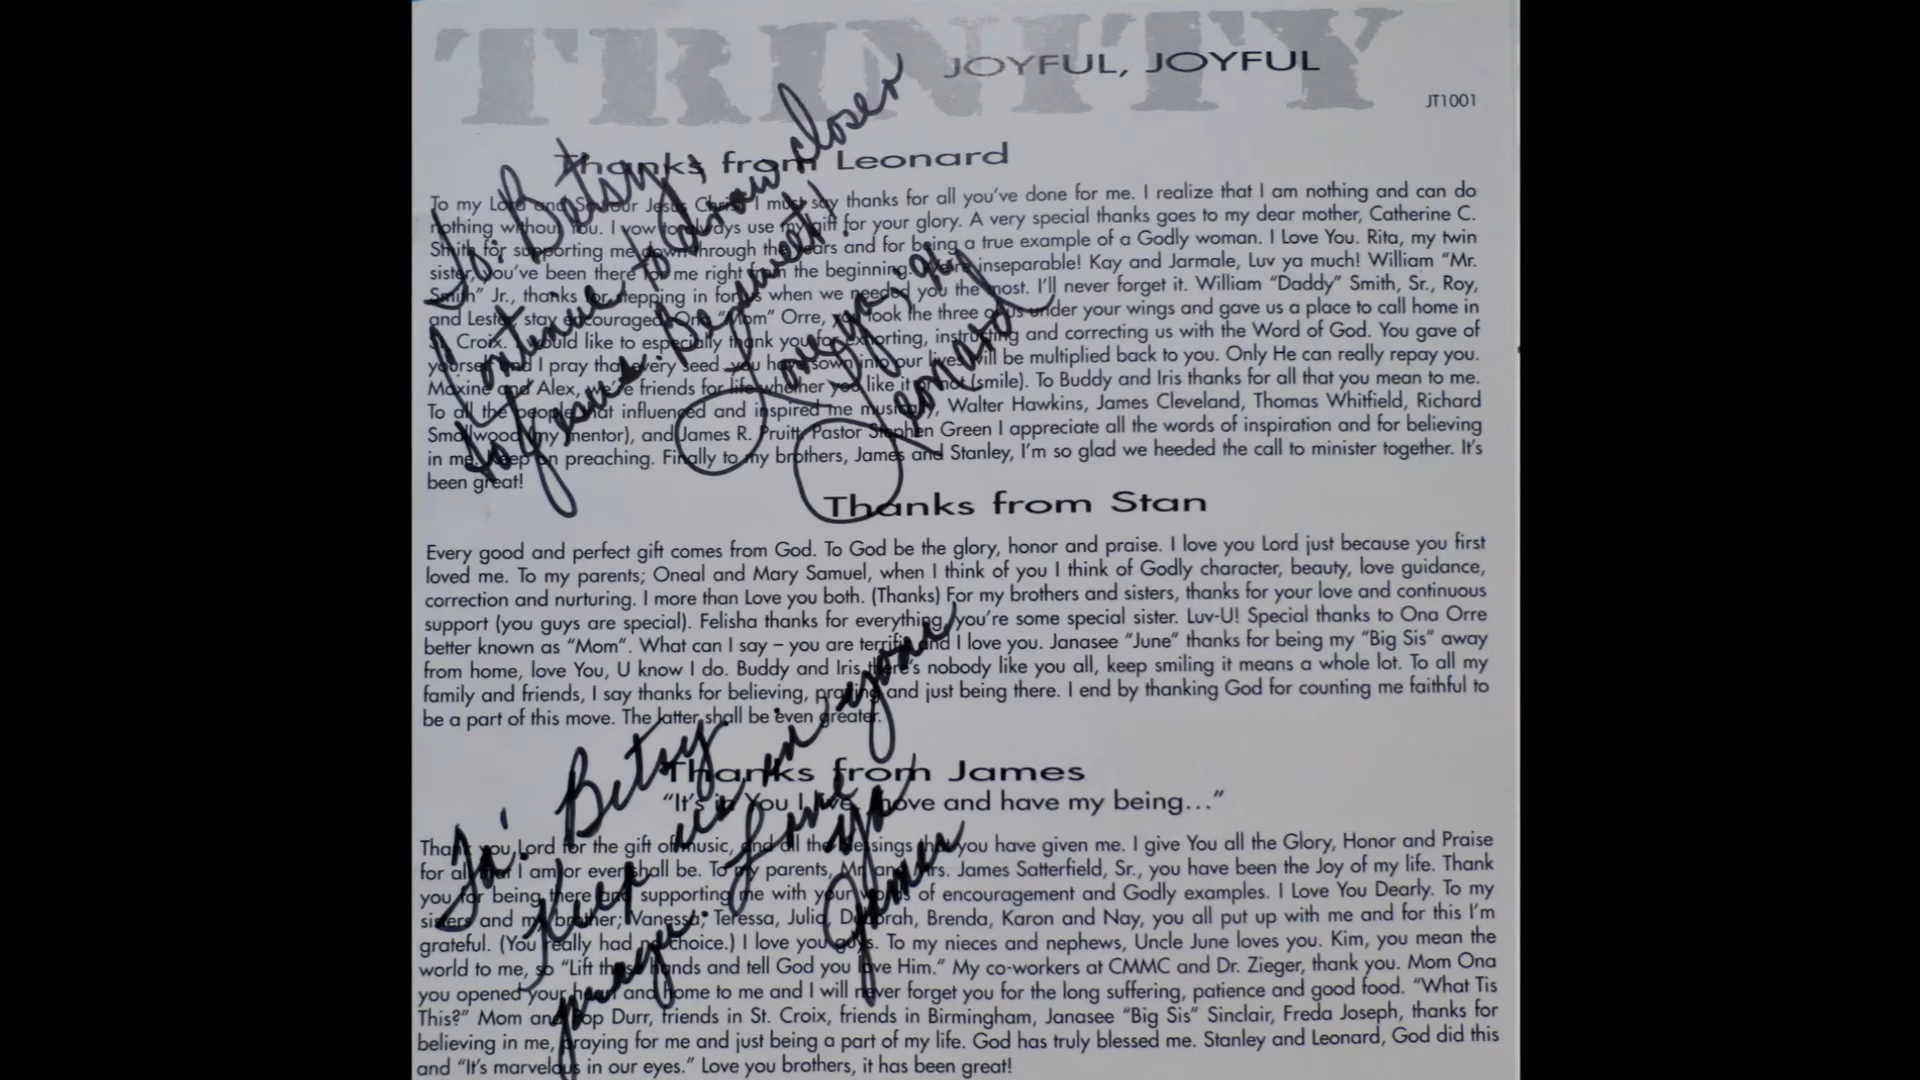 TRINITY
JOYFUL, JOYFUL
JT1001
Thanks from Leonard
To my Lord and Saviour Jesus Christ I must say thanks for all you've done for me. I realize that I am nothing and can do
nothing without You. I vow to always use my gift for your glory. A very special thanks goes to my dear mother, Catherine C.
Smith for supporting me down through the years and for being a true example of a Godly woman. I Love You. Rita, my twin
sister, you've been there for me right from the beginning. We're inseparable! Kay and Jarmale, Luv ya much! William "Mr.
Smith" Jr., thanks for stepping in for us when we needed you the most. I'll never forget it. William "Daddy" Smith, Sr., Roy,
and Lester, stay encouraged. Ona "Mom" Orre, you took the three of us under your wings and gave us a place to call home in
St. Croix. I would like to especially thank you for exhorting, instructing and correcting us with the Word of God. You gave of
yourself and I pray that every seed you have sown into our lives will be multiplied back to you. Only He can really repay you.
Maxine and Alex, we're friends for life whether you like it or not (smile). To Buddy and Iris thanks for all that you mean to me.
To all the people that influenced and inspired me musically, Walter Hawkins, James Cleveland, Thomas Whitfield, Richard
Smallwood (my mentor), and James R. Pruitt. Pastor Stephen Green I appreciate all the words of inspiration and for believing
in me. Keep on preaching. Finally to my brothers, James and Stanley, I'm so glad we heeded the call to minister together. It's
been great!
To: Betsy,
Continue to draw closer
to Jesus. Be sweet!
Love ya,
Leonard
Thanks from Stan
Every good and perfect gift comes from God. To God be the glory, honor and praise. I love you Lord just because you first
loved me. To my parents; Oneal and Mary Samuel, when I think of you I think of Godly character, beauty, love guidance,
correction and nurturing. I more than Love you both. (Thanks) For my brothers and sisters, thanks for your love and continuous
support (you guys are special). Felisha thanks for everything, you're some special sister. Luv-U! Special thanks to Ona Orre
better known as "Mom". What can I say – you are terrific and I love you. Janasee "June" thanks for being my "Big Sis" away
from home, love You, U know I do. Buddy and Iris there's nobody like you all, keep smiling it means a whole lot. To all my
family and friends, I say thanks for believing, praying and just being there. I end by thanking God for counting me faithful to
be a part of this move. The latter shall be even greater.
Thanks from James
"It's in You I live, move and have my being..."
Thank you Lord for the gift of music, and all the blessings that you have given me. I give You all the Glory, Honor and Praise
for all that I am or ever shall be. To my parents, Mr. and Mrs. James Satterfield, Sr., you have been the Joy of my life. Thank
you for being there and supporting me with your words of encouragement and Godly examples. I Love You Dearly. To my
sisters and my brother; Vanessa, Teressa, Julia, Deborah, Brenda, Karon and Nay, you all put up with me and for this I'm
grateful. (You really had no choice.) I love you guys. To my nieces and nephews, Uncle June loves you. Kim, you mean the
world to me, so "Lift those hands and tell God you love Him." My co-workers at CMMC and Dr. Zieger, thank you. Mom Ona
you opened your heart and home to me and I will never forget you for the long suffering, patience and good food. "What Tis
This?" Mom and Pop Durr, friends in St. Croix, friends in Birmingham, Janasee "Big Sis" Sinclair, Freda Joseph, thanks for
believing in me, praying for me and just being a part of my life. God has truly blessed me. Stanley and Leonard, God did this
and "It's marvelous in our eyes." Love you brothers, it has been great!
To: Betsy
Keep us in your
prayer.
Love ya
James